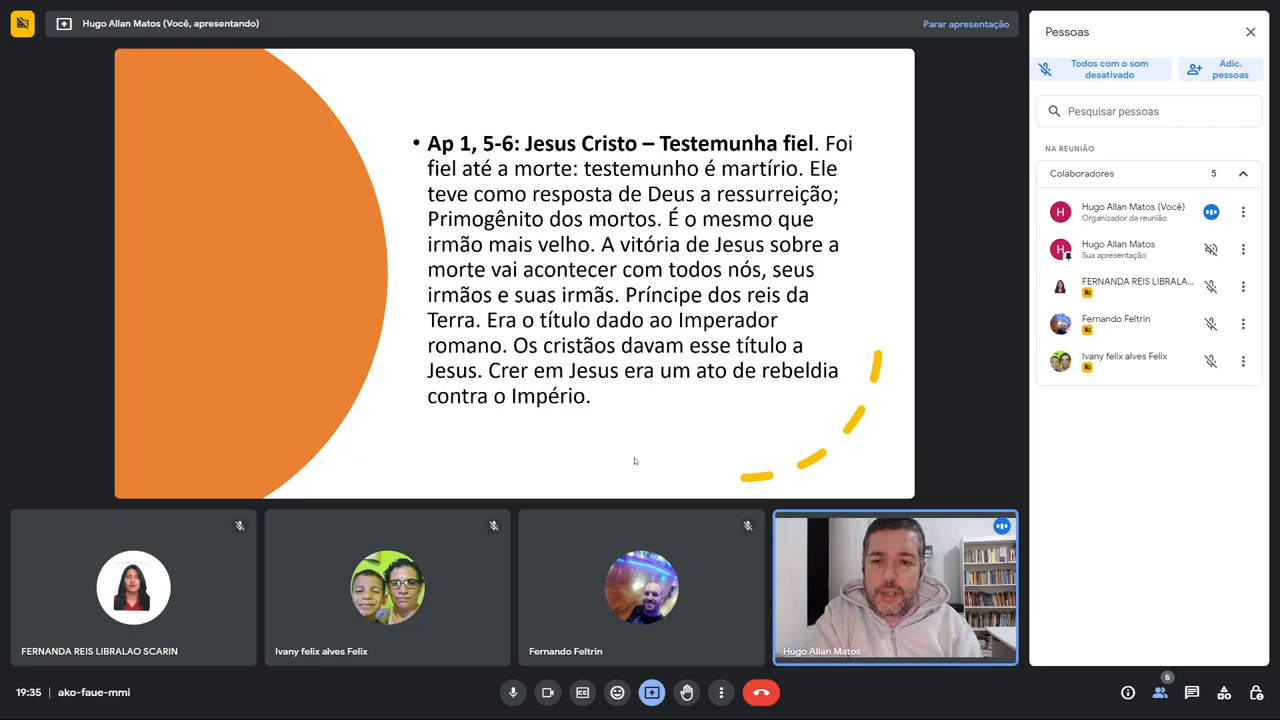 Hugo Allan Matos (Você, apresentando)
Parar apresentação
• Ap 1, 5-6: Jesus Cristo – Testemunha fiel. Foi
fiel até a morte: testemunho é martírio. Ele
teve como resposta de Deus a ressurreição;
Primogênito dos mortos. É o mesmo que
irmão mais velho. A vitória de Jesus sobre a
morte vai acontecer com todos nós, seus
irmãos e suas irmãs. Príncipe dos reis da
Terra. Era o título dado ao Imperador
romano. Os cristãos davam esse título a
Jesus. Crer em Jesus era um ato de rebeldia
contra o Império.
FERNANDA REIS LIBRALAO SCARIN
Ivany felix alves Felix
Fernando Feltrin
Hugo Allan Matos
19:35
ako-faue-mmi
Pessoas
Todos com o som
desativado
Adic.
pessoas
Pesquisar pessoas
NA REUNIÃO
Colaboradores
5
H
Hugo Allan Matos (Você)
Organizador da reunião
H
Hugo Allan Matos
Sua apresentação
FERNANDA REIS LIBRALA...
Fernando Feltrin
Ivany felix alves Felix